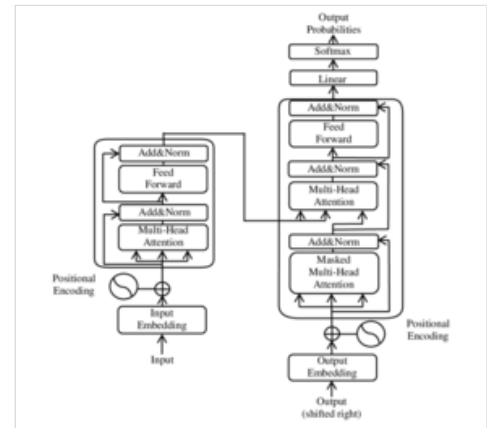 Output
Probabilities
Softmax
Linear
Add&Norm
Feed
Forward
Add&Norm
Multi-Head
Attention
Add&Norm
Masked
Multi-Head
Attention
Positional
Encoding
Output
Embedding
Output
(shifted right)
Add&Norm
Feed
Forward
Add&Norm
Multi-Head
Attention
Positional
Encoding
Input
Embedding
Input